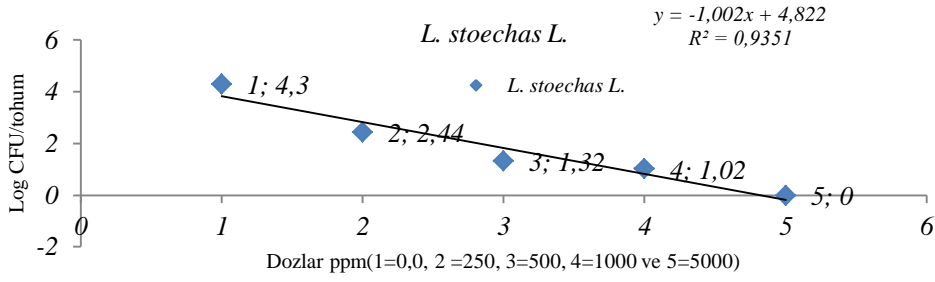 y = -1,002x + 4,822
R² = 0,9351
L. stoechas L.
L. stoechas L.
Log CFU/tohum
6
4
2
0
-2
1; 4,3
2; 2,44
3; 1,32
4; 1,02
5; 0
0 1 2 3 4 5 6
Dozlar ppm(1=0,0, 2 =250, 3=500, 4=1000 ve 5=5000)